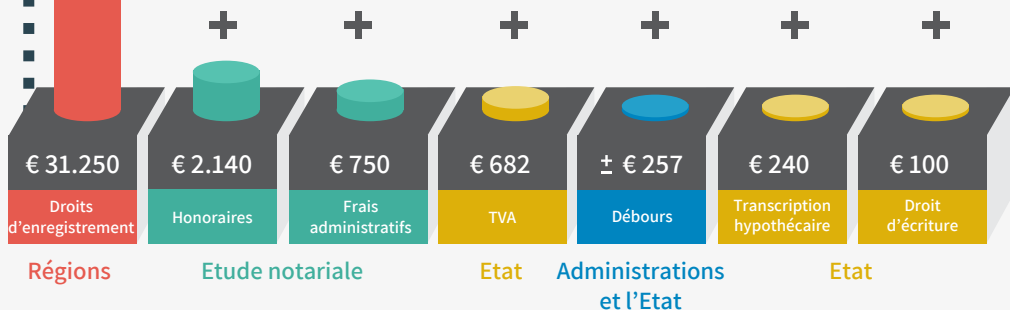 + + + + + +
€ 31.250
Droits
d’enregistrement
€ 2.140
Honoraires
€ 750
Frais
administratifs
€ 682
TVA
± € 257
Débours
€ 240
Transcription
hypothécaire
€ 100
Droit
d’écriture
Régions
Etude notariale
Etat
Administrations
et l’Etat
Etat